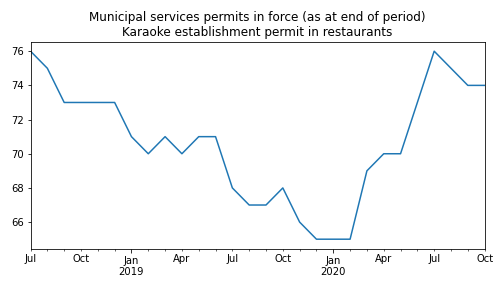 Municipal services permits in force (as at end of period)
Karaoke establishment permit in restaurants
76
74
72
70
68
66
Jul Oct Jan Apr Jul Oct Jan Apr Jul Oct
2019 2020